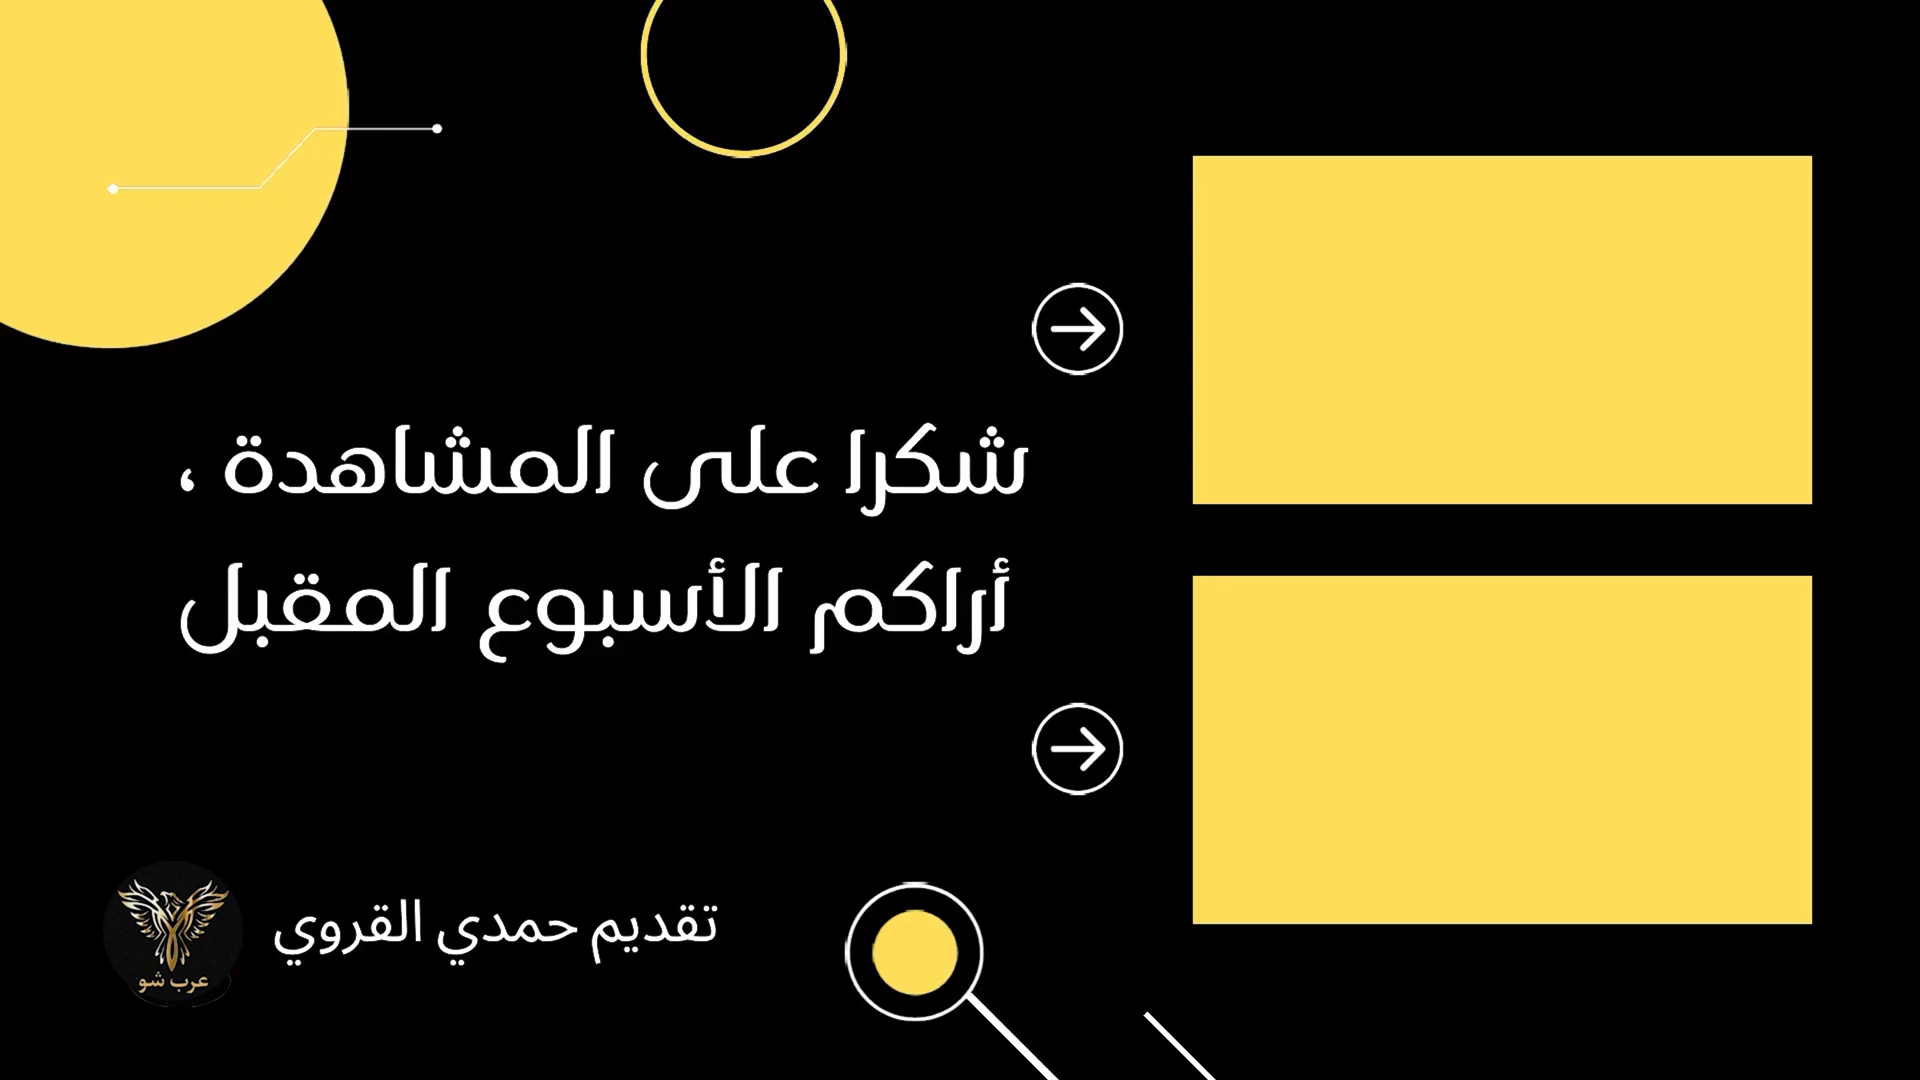 شكرا على المشاهدة ،
أراكم الأسبوع المقبل
تقديم حمدي القروي
عرب شو